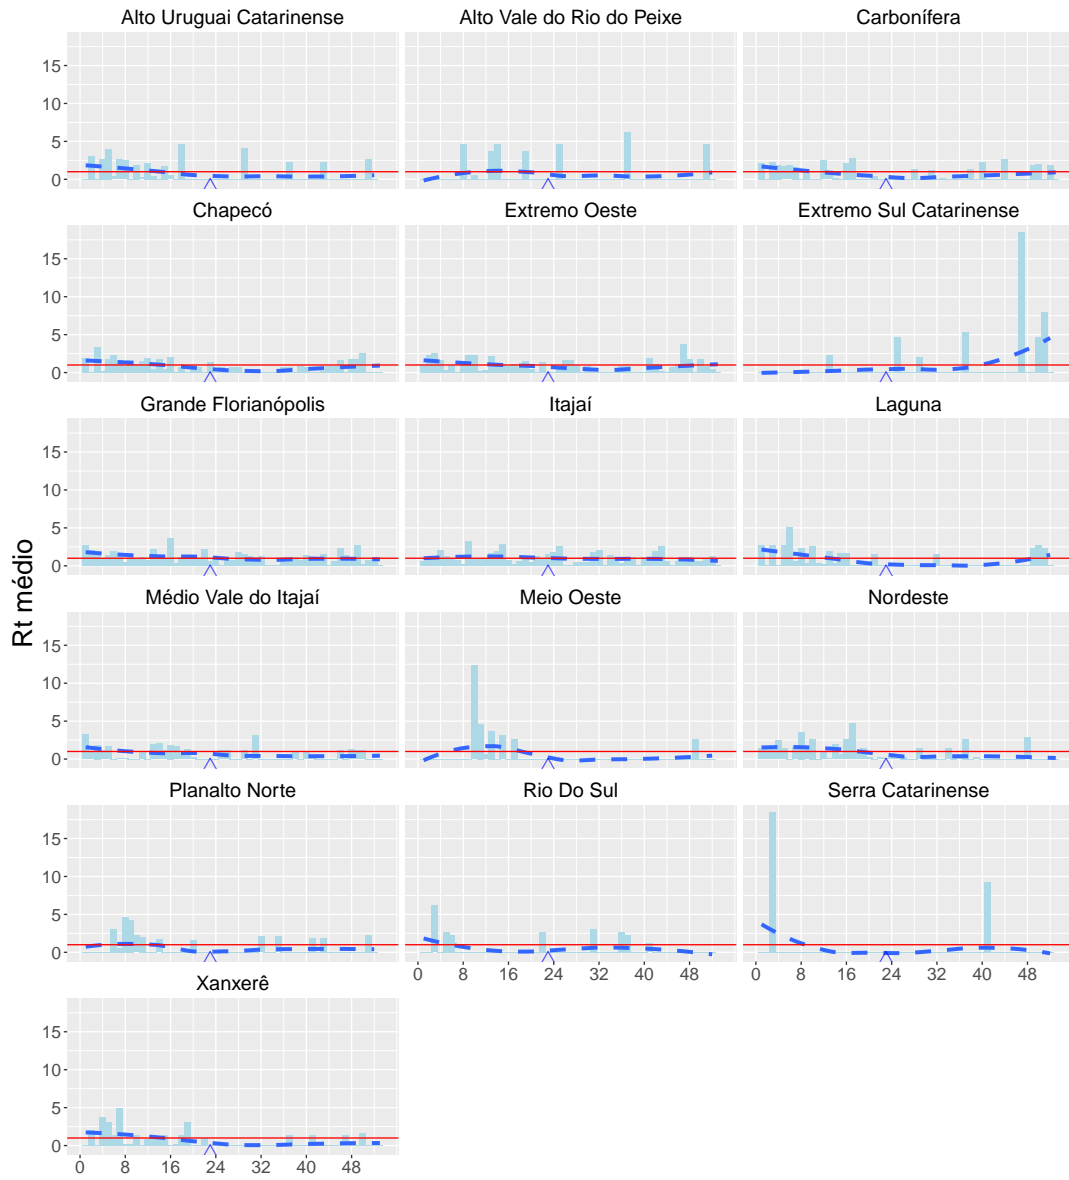 Alto Uruguai Catarinense Alto Vale do Rio do Peixe Carbonífera
15
10
5
0
Chapecó Extremo Oeste Extremo Sul Catarinense
15
10
5
0
Grande Florianópolis Itajaí Laguna
15
10
5
0
Rt médio
Médio Vale do Itajaí Meio Oeste Nordeste
15
10
5
0
Planalto Norte Rio Do Sul Serra Catarinense
15
10
5
0
0 8 16 24 32 40 48 0 8 16 24 32 40 48
Xanxerê
15
10
5
0
0 8 16 24 32 40 48